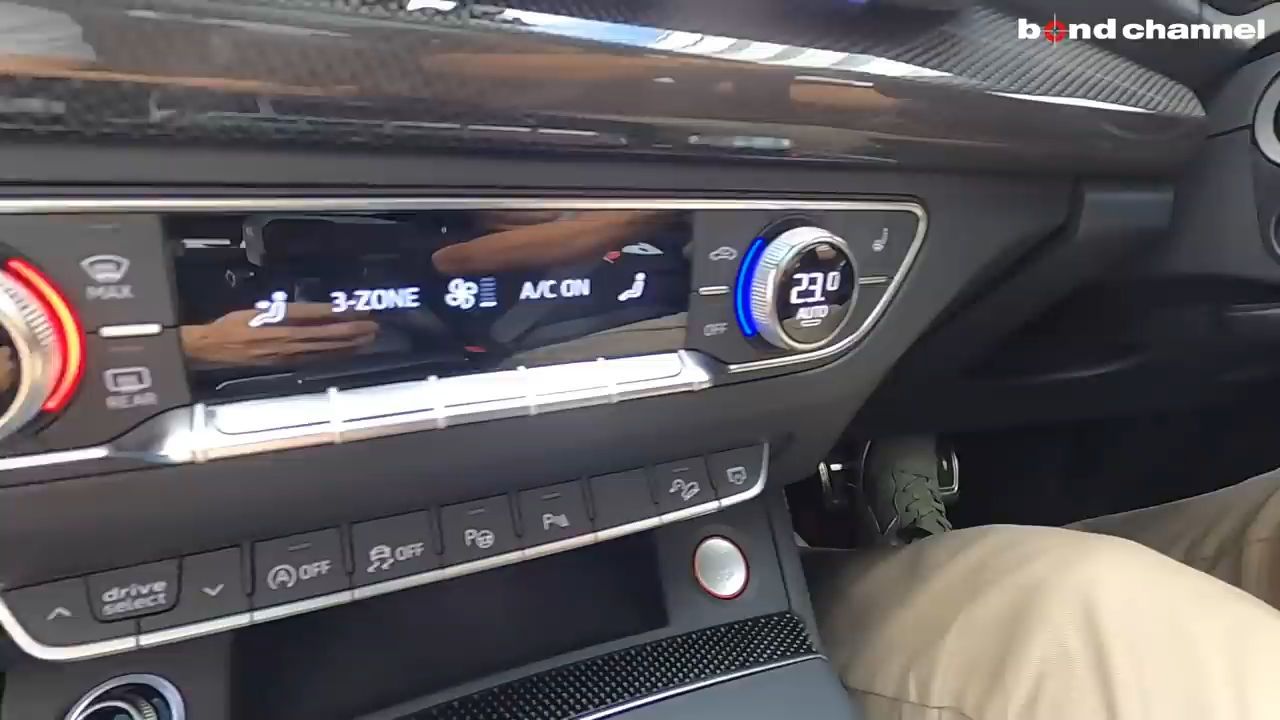 bond channel
MAX
3-ZONE
A/C ON
23.0
AUTO
OFF
REAR
drive
select
A OFF
OFF
P
P